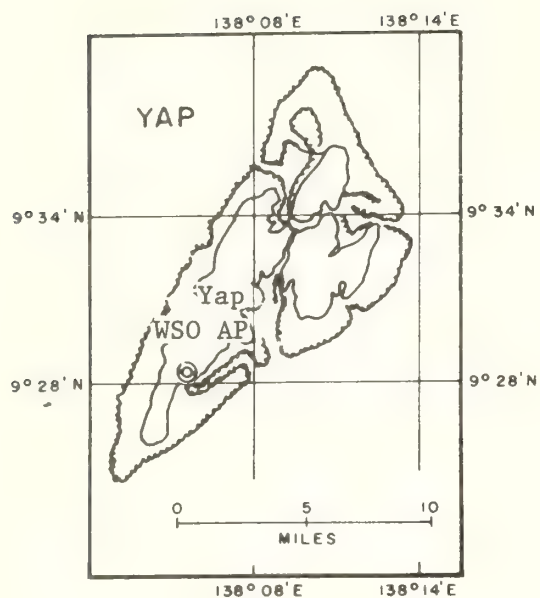 138° 08' E 138° 14' E
YAP
9° 34' N 9° 34' N
Yap
WSO AP
9° 28' N 9° 28' N
0 5 10
MILES
138° 08' E 138° 14' E